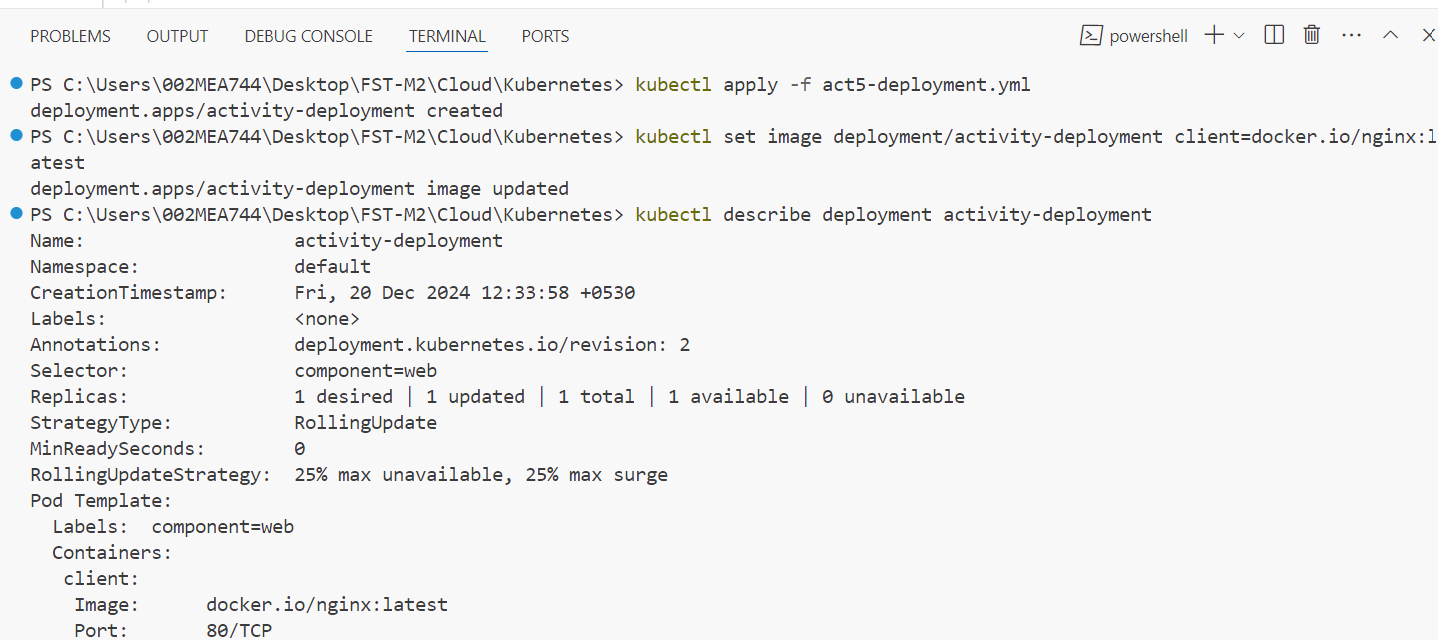 PROBLEMS OUTPUT DEBUG CONSOLE TERMINAL PORTS powershell
PS C:\Users\002MEA744\Desktop\FST-M2\Cloud\Kubernetes> kubectl apply -f act5-deployment.yml
deployment.apps/activity-deployment created
PS C:\Users\002MEA744\Desktop\FST-M2\Cloud\Kubernetes> kubectl set image deployment/activity-deployment client=docker.io/nginx:l
atest
deployment.apps/activity-deployment image updated
PS C:\Users\002MEA744\Desktop\FST-M2\Cloud\Kubernetes> kubectl describe deployment activity-deployment
Name:                   activity-deployment
Namespace:              default
CreationTimestamp:      Fri, 20 Dec 2024 12:33:58 +0530
Labels:                 <none>
Annotations:            deployment.kubernetes.io/revision: 2
Selector:               component=web
Replicas:               1 desired | 1 updated | 1 total | 1 available | 0 unavailable
StrategyType:           RollingUpdate
MinReadySeconds:        0
RollingUpdateStrategy:  25% max unavailable, 25% max surge
Pod Template:
  Labels:  component=web
  Containers:
   client:
    Image:      docker.io/nginx:latest
    Port:       80/TCP